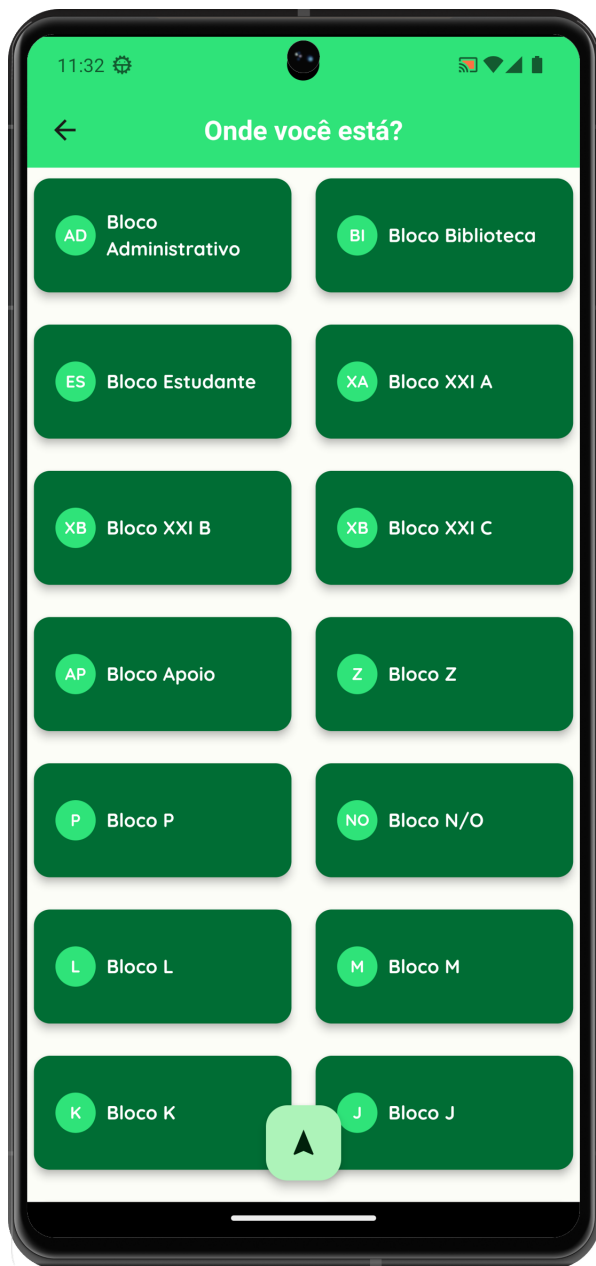 11:32
Onde você está?
AD
Bloco
Administrativo
BI
Bloco Biblioteca
ES
Bloco Estudante
XA
Bloco XXI A
XB
Bloco XXI B
XB
Bloco XXI C
AP
Bloco Apoio
Z
Bloco Z
P
Bloco P
NO
Bloco N/O
L
Bloco L
M
Bloco M
K
Bloco K
J
Bloco J